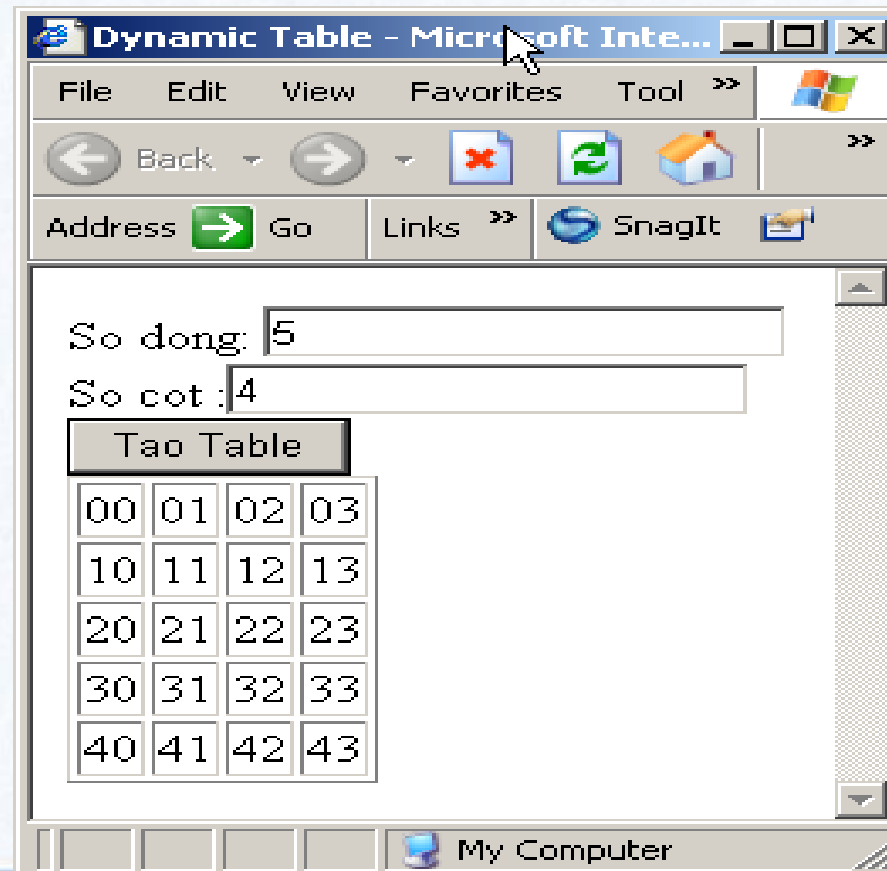 Dynamic Table - Microsoft Inte...
File Edit View Favorites Tool »
Back »
Address Go Links » SnagIt
So dong: 5
So cot : 4
Tao Table
00 01 02 03
10 11 12 13
20 21 22 23
30 31 32 33
40 41 42 43
My Computer